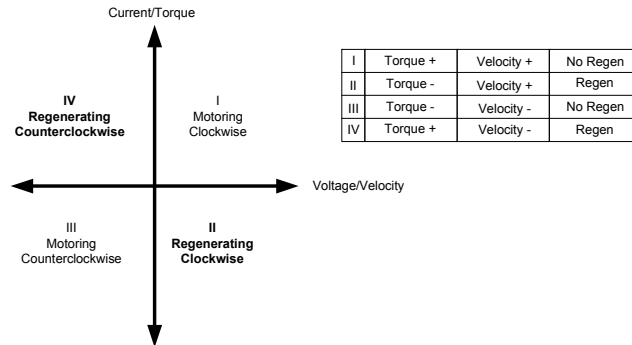 Current/Torque
IV
Regenerating
Counterclockwise
I
Motoring
Clockwise
Voltage/Velocity
III
Motoring
Counterclockwise
II
Regenerating
Clockwise
I Torque + Velocity + No Regen
II Torque - Velocity + Regen
III Torque - Velocity - No Regen
IV Torque + Velocity - Regen